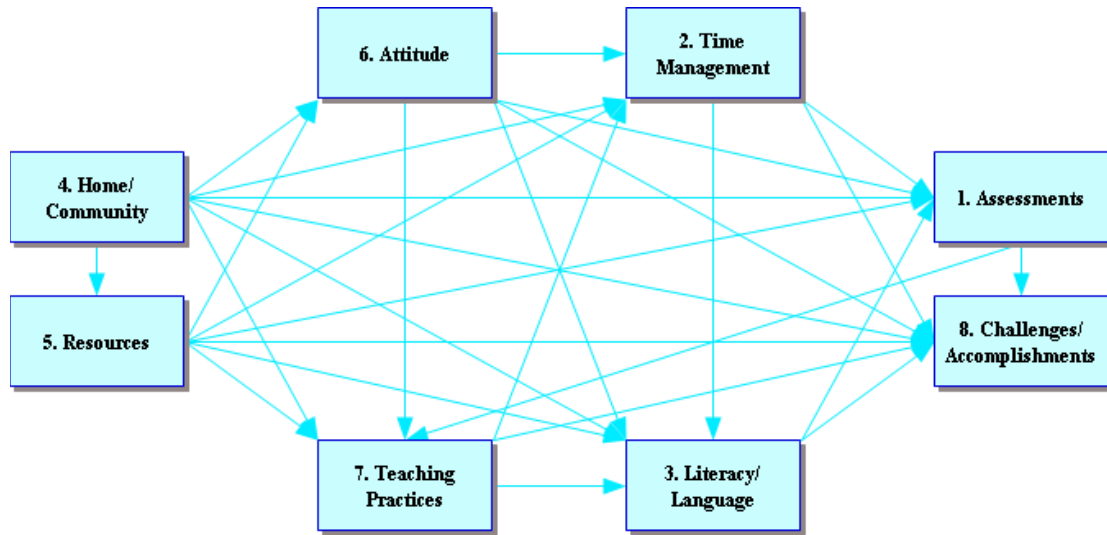 6. Attitude
2. Time
Management
4. Home/
Community
1. Assessments
5. Resources
8. Challenges/
Accomplishments
7. Teaching
Practices
3. Literacy/
Language